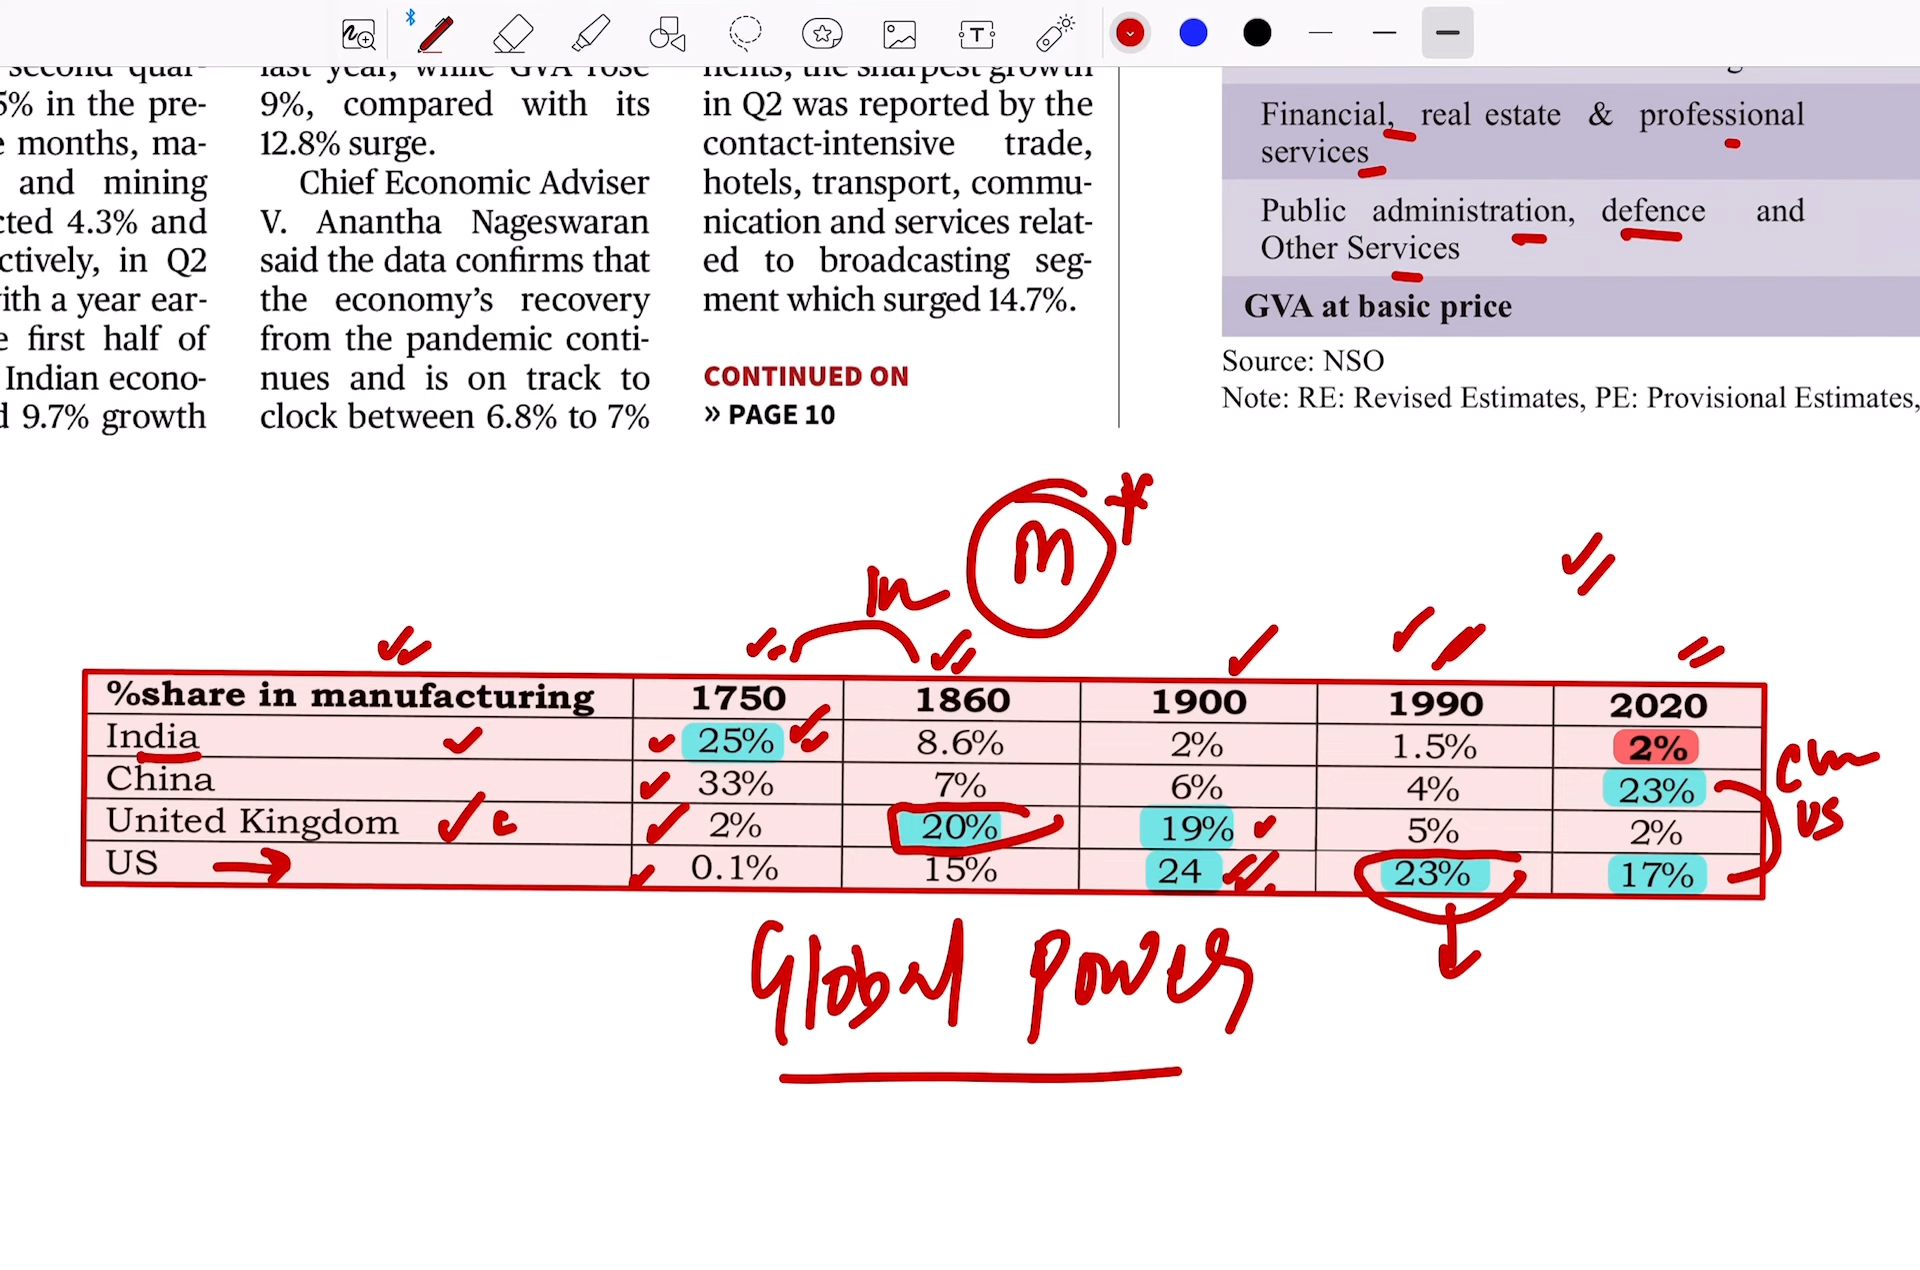 second quar-
5% in the pre-
e months, ma-
and mining
cted 4.3% and
ctively, in Q2
ith a year ear-
e first half of
Indian econo-
d 9.7% growth
last year, while GVA rose
9%, compared with its
12.8% surge.
Chief Economic Adviser
V. Anantha Nageswaran
said the data confirms that
the economy's recovery
from the pandemic conti-
nues and is on track to
clock between 6.8% to 7%
nents, the sharpest growth
in Q2 was reported by the
contact-intensive trade,
hotels, transport, commu-
nication and services relat-
ed to broadcasting seg-
ment which surged 14.7%.
CONTINUED ON
» PAGE 10
Financial, real estate & professional
services
Public administration, defence and
Other Services
GVA at basic price
Source: NSO
Note: RE: Revised Estimates, PE: Provisional Estimates,
M *
In
%share in manufacturing 1750 1860 1900 1990 2020
India 25% 8.6% 2% 1.5% 2%
China 33% 7% 6% 4% 23%
United Kingdom 2% 20% 19% 5% 2%
US 0.1% 15% 24 23% 17%
US
Global Power